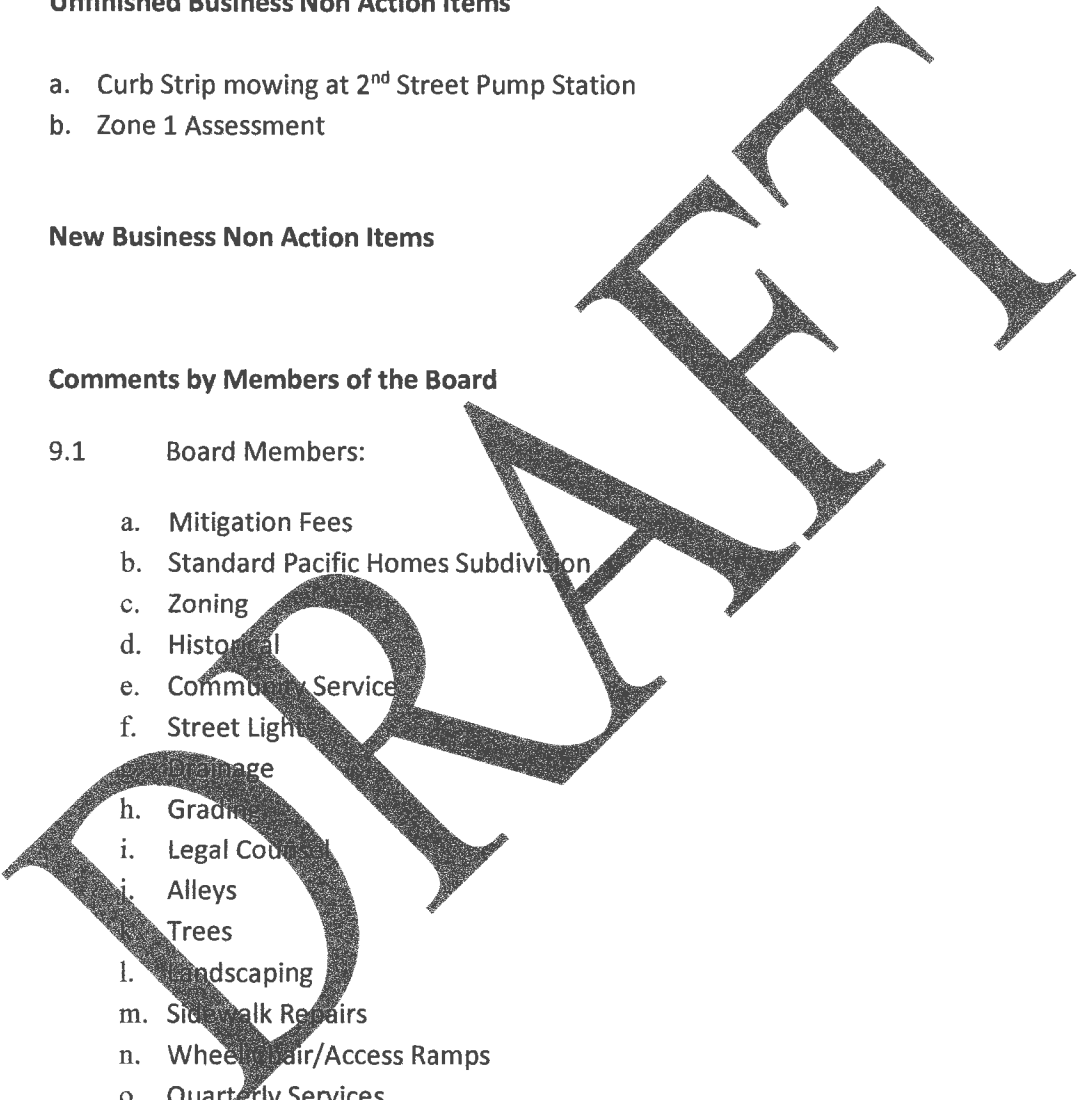 Unfinished Business Non Action Items
a. Curb Strip mowing at 2nd Street Pump Station
b. Zone 1 Assessment
New Business Non Action Items
Comments by Members of the Board
9.1 Board Members:
a. Mitigation Fees
b. Standard Pacific Homes Subdivision
c. Zoning
d. Historical
e. Community Service
f. Street Lights
Drainage
h. Grading
i. Legal Counsel
j. Alleys
Trees
l. Landscaping
m. Sidewalk Repairs
n. Wheelchair/Access Ramps
o. Quarterly Services
DRAFT